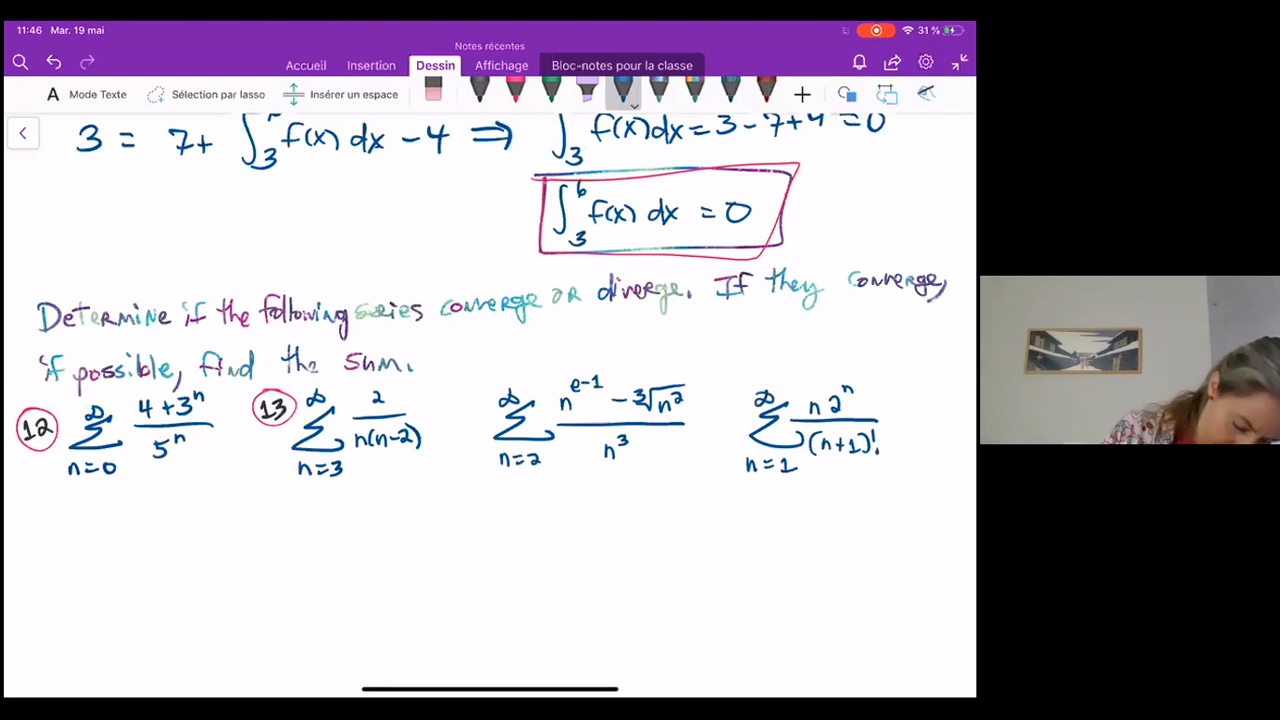 11:46 Mar. 19 mai 31 %
Notes récentes
Accueil Insertion Dessin Affichage Bloc-notes pour la classe
A Mode Texte Sélection par lasso Insérer un espace
3 = 7+ ∫_3 f(x) dx - 4 ⟹ ∫_3 f(x)dx = 3 - 7 + 4 = 0
∫_3^6 f(x) dx = 0
Determine if the following series converge or diverge. If they converge,
if possible, find the sum.
12 ∑_{n=0}^∞ (4+3^n)/(5^n) 13 ∑_{n=3}^∞ 2/(n(n-2)) ∑_{n=2}^∞ (n^{e-1} - ∛(n^2))/(n^3) ∑_{n=1}^∞ (n2^n)/((n+1)!)